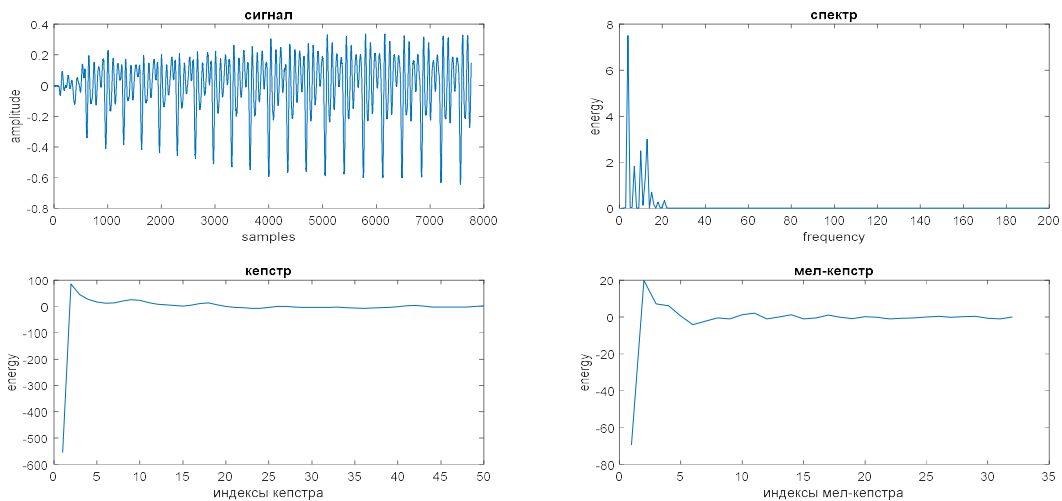 сигнал
0.4
0.2
0
-0.2
-0.4
-0.6
-0.8
amplitude
0 1000 2000 3000 4000 5000 6000 7000 8000
samples
спектр
8
6
4
2
0
energy
0 20 40 60 80 100 120 140 160 180 200
frequency
кепстр
100
0
-100
-200
-300
-400
-500
-600
energy
0 5 10 15 20 25 30 35 40 45 50
индексы кепстра
мел-кепстр
20
0
-20
-40
-60
-80
energy
0 5 10 15 20 25 30 35
индексы мел-кепстра